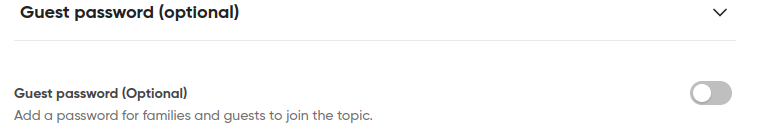 Guest password (optional)
Guest password (Optional)
Add a password for families and guests to join the topic.